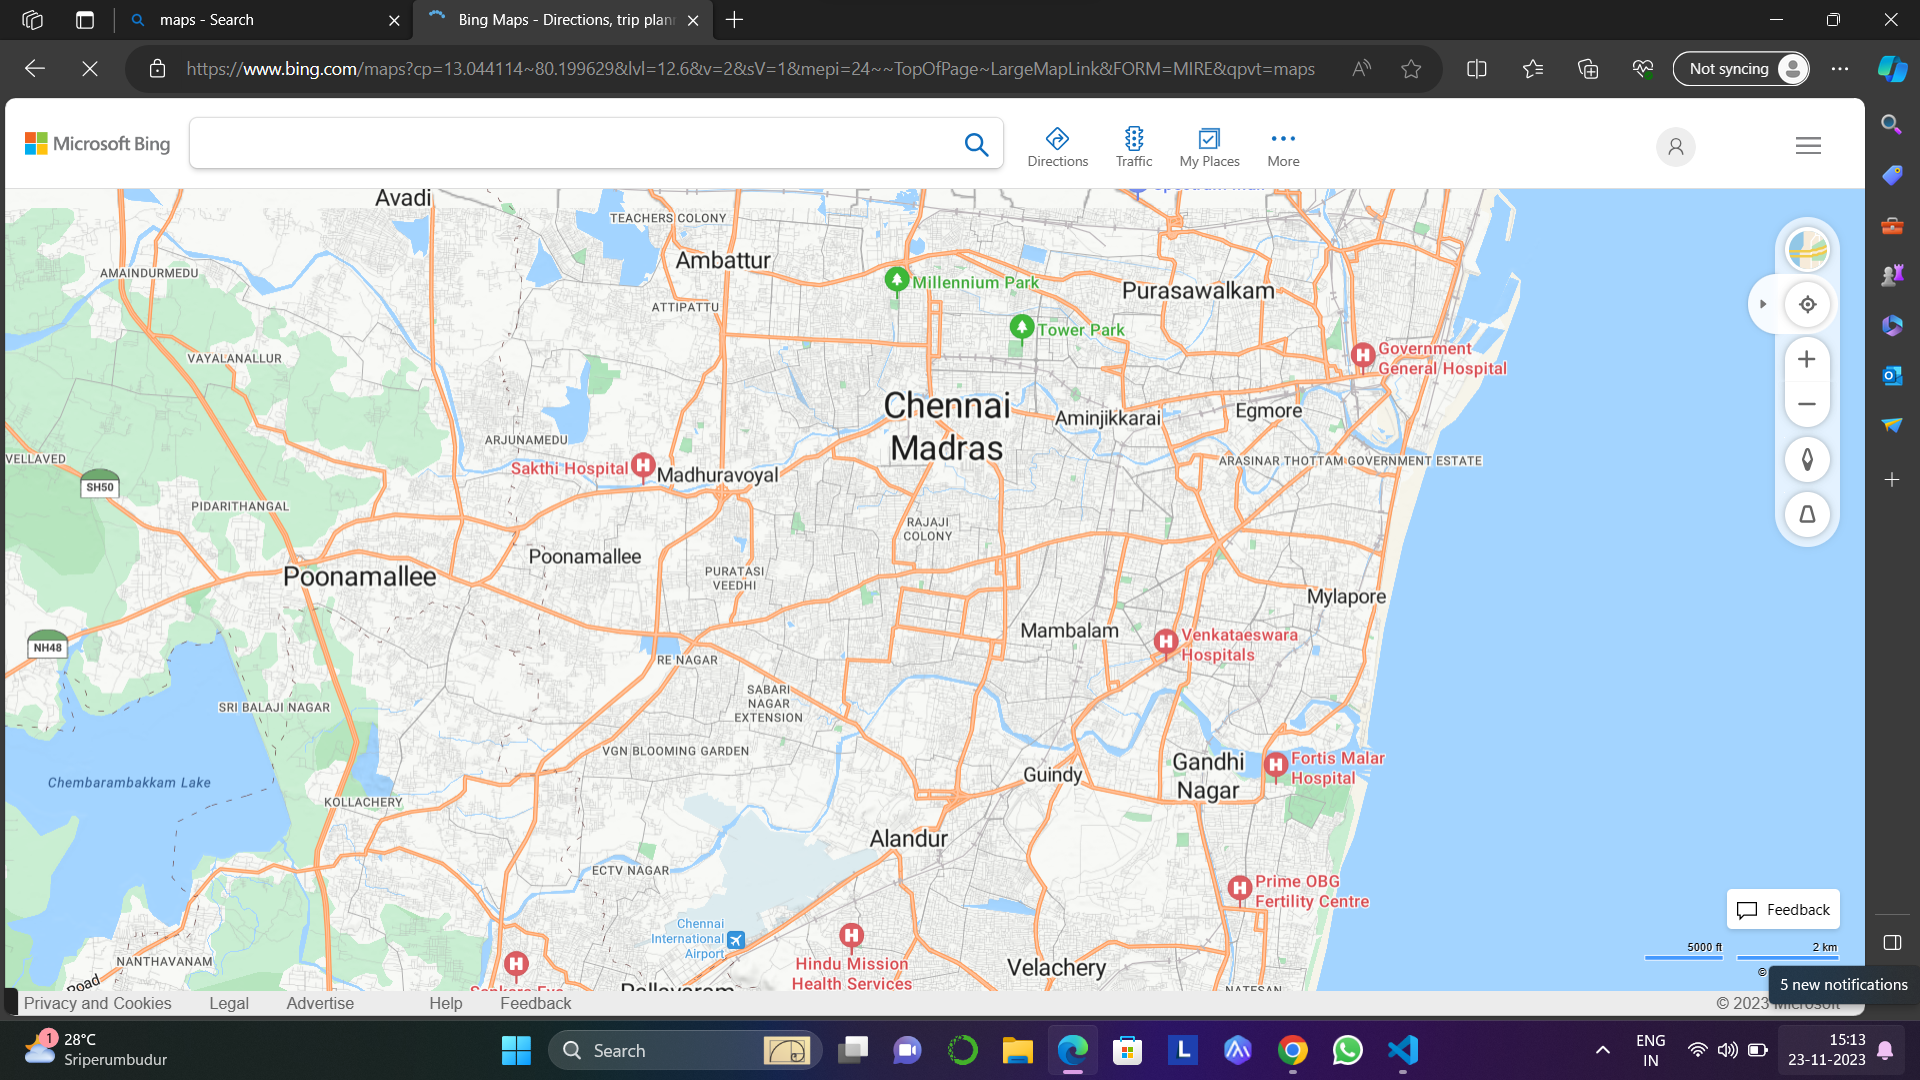 maps - Search
Bing Maps - Directions, trip plan
https://www.bing.com/maps?cp=13.044114~80.199629&lvl=12.6&v=2&sV=1&mepi=24~~TopOfPage~LargeMapLink&FORM=MIRE&qpvt=maps
Not syncing
Microsoft Bing
Directions
Traffic
My Places
More
Avadi
TEACHERS COLONY
Ambattur
AMAINDURMEDU
Millennium Park
Purasawalkam
ATTIPATTU
Tower Park
VAYALANALLUR
Government
General Hospital
Chennai
Madras
Aminjikkarai
Egmore
ARJUNAMEDU
VELLAVED
Sakthi Hospital
Madhuravoyal
ARASINAR THOTTAM GOVERNMENT ESTATE
SH50
PIDARITHANGAL
RAJAJI
COLONY
Poonamallee
Poonamallee
PURATASI
VEEDHI
Mylapore
Mambalam
Venkataeswara
Hospitals
NH48
RE NAGAR
SABARI
NAGAR
EXTENSION
SRI BALAJI NAGAR
VGN BLOOMING GARDEN
Chembarambakkam Lake
Guindy
Gandhi
Nagar
Fortis Malar
Hospital
KOLLACHERY
Alandur
ECTV NAGAR
Prime OBG
Fertility Centre
Chennai
International
Airport
Feedback
NANTHAVANAM
Hindu Mission
Health Services
Velachery
5000 ft
2 km
Road
©
5 new notifications
Privacy and Cookies
Legal
Advertise
Help
Feedback
© 2023 Microsoft
1
28°C
Sriperumbudur
Search
L
ENG
IN
15:13
23-11-2023